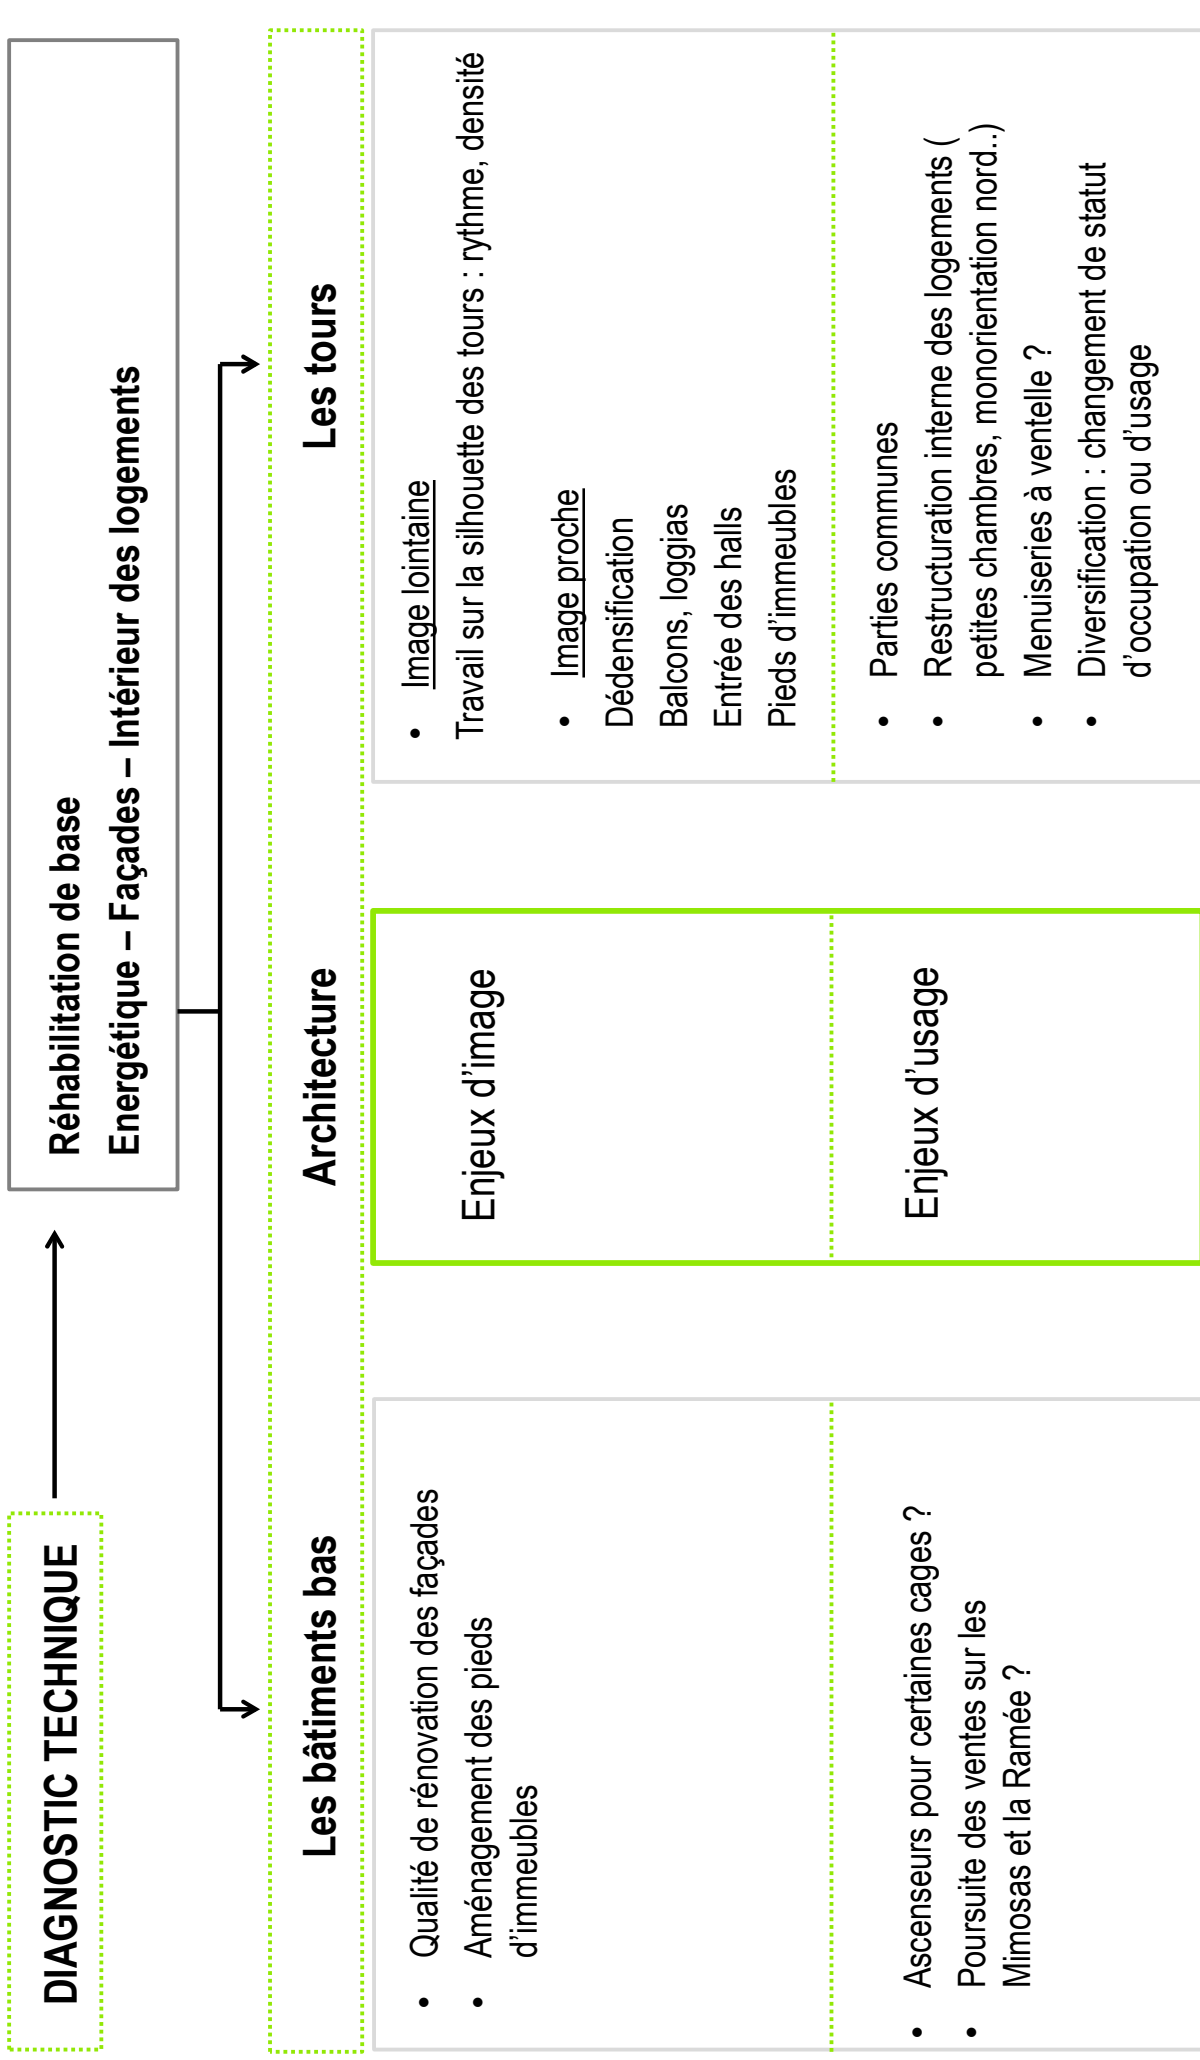 DIAGNOSTIC TECHNIQUE
Réhabilitation de base
Energétique – Façades – Intérieur des logements
Les bâtiments bas
Architecture
Les tours
• Qualité de rénovation des façades
• Aménagement des pieds
d’immeubles
Enjeux d’image
• Image lointaine
Travail sur la silhouette des tours : rythme, densité
• Image proche
Dédensification
Balcons, loggias
Entrée des halls
Pieds d’immeubles
• Ascenseurs pour certaines cages ?
• Poursuite des ventes sur les
Mimosas et la Ramée ?
Enjeux d’usage
• Parties communes
• Restructuration interne des logements (
petites chambres, monorientation nord..)
• Menuiseries à ventelle ?
• Diversification : changement de statut
d’occupation ou d’usage